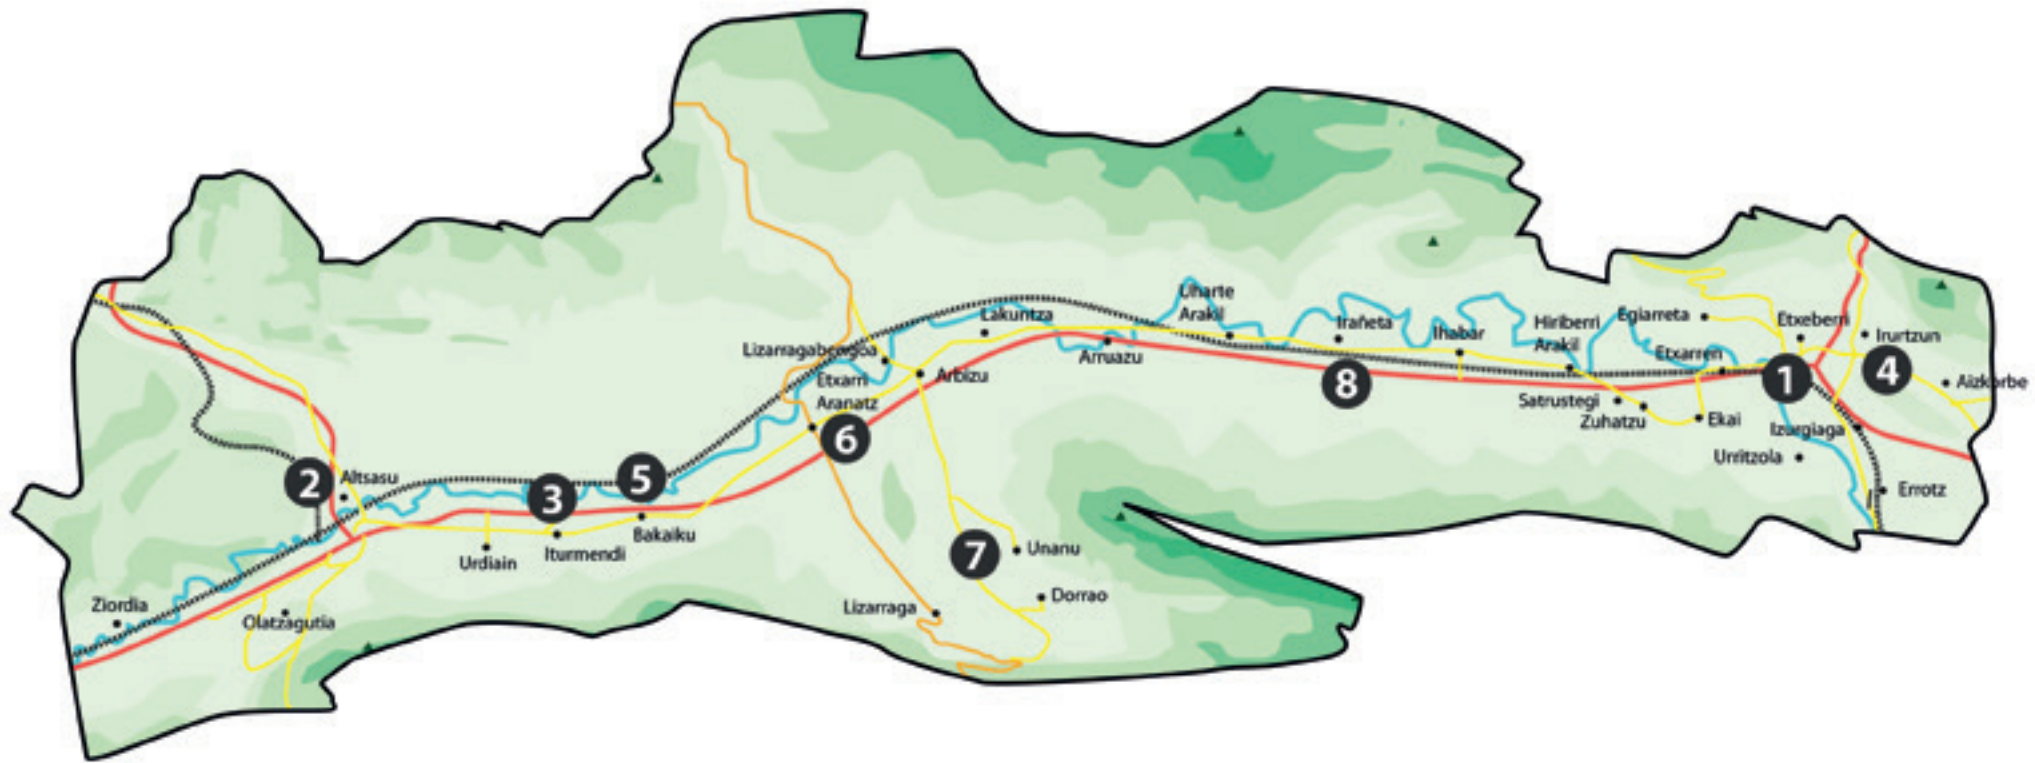 Uharte
Arakil
Lakuntza
Irañeta
Ihabar
Hiriberri
Arakil
Egiarreta
Etxeberri
Irurtzun
Lizarragabengoa
Arruazu
Etxarren
Etxarri
Aranatz
Arbizu
8
1
4
Aizkorbe
Satrustegi
Zuhatzu
Ekai
Izurgiaga
6
Urritzola
2
Altsasu
3
5
Errotz
Urdiain
Iturmendi
Bakaiku
7
Unanu
Ziordia
Olatzagutia
Lizarraga
Dorrao